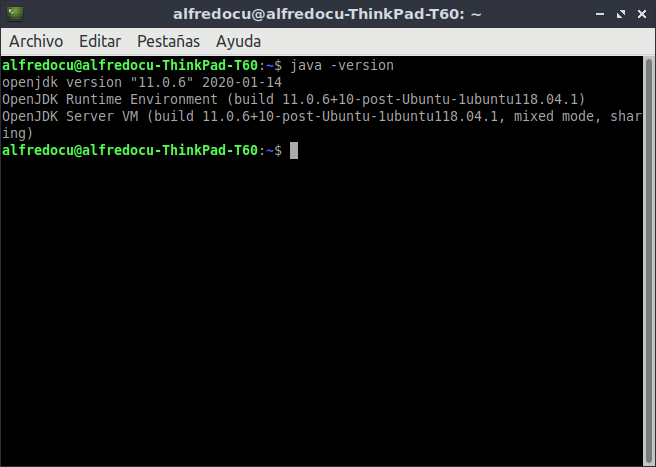 alfredocu@alfredocu-ThinkPad-T60: ~
Archivo Editar Pestañas Ayuda
alfredocu@alfredocu-ThinkPad-T60:~$ java -version
openjdk version "11.0.6" 2020-01-14
OpenJDK Runtime Environment (build 11.0.6+10-post-Ubuntu-1ubuntu118.04.1)
OpenJDK Server VM (build 11.0.6+10-post-Ubuntu-1ubuntu118.04.1, mixed mode, shar
ing)
alfredocu@alfredocu-ThinkPad-T60:~$